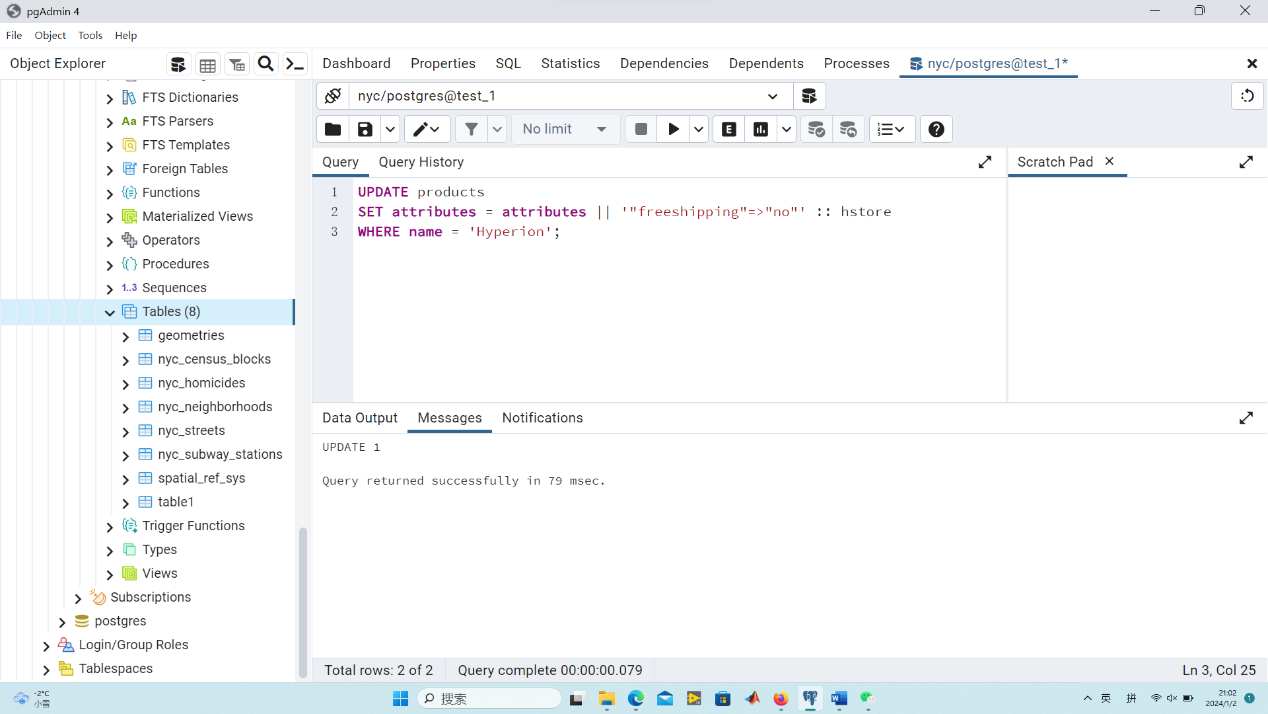 pgAdmin 4
File Object Tools Help
Object Explorer
Dashboard Properties SQL Statistics Dependencies Dependents Processes nyc/postgres@test_1*
FTS Dictionaries
Aa FTS Parsers
FTS Templates
Foreign Tables
Functions
Materialized Views
Operators
Procedures
1..3 Sequences
Tables (8)
geometries
nyc_census_blocks
nyc_homicides
nyc_neighborhoods
nyc_streets
nyc_subway_stations
spatial_ref_sys
table1
Trigger Functions
Types
Views
Subscriptions
postgres
Login/Group Roles
Tablespaces
nyc/postgres@test_1
No limit
E
Query Query History
Scratch Pad
1 UPDATE products
2 SET attributes = attributes || '"freeshipping"=>"no"' :: hstore
3 WHERE name = 'Hyperion';
Data Output Messages Notifications
UPDATE 1
Query returned successfully in 79 msec.
Total rows: 2 of 2 Query complete 00:00:00.079 Ln 3, Col 25
-2°C
小雪
搜索
英 拼
21:02
2024/1/2
1